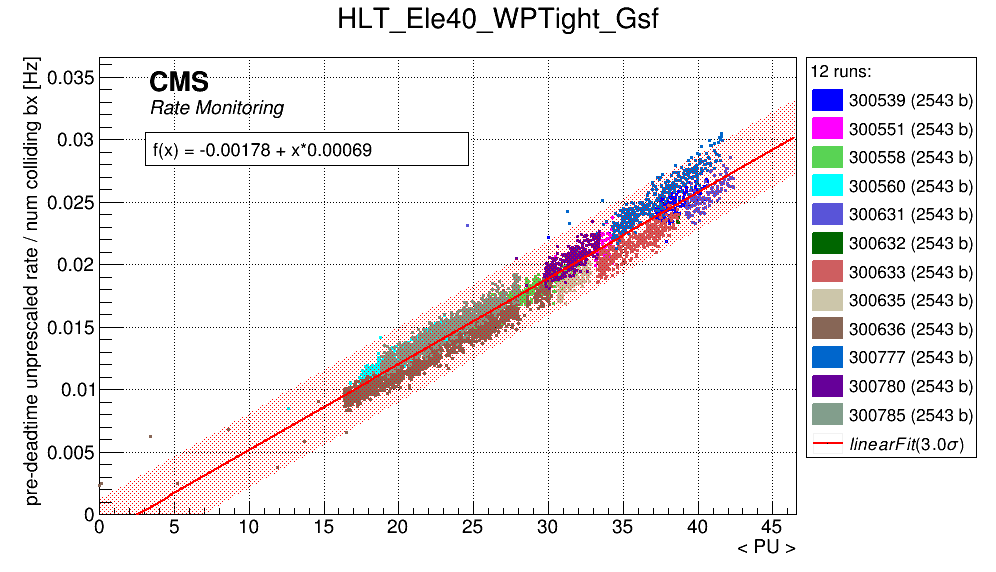 HLT_Ele40_WPTight_Gsf
pre-deadtime unprescaled rate / num colliding bx [Hz]
0.035
0.03
0.025
0.02
0.015
0.01
0.005
0
CMS
Rate Monitoring
f(x) = -0.00178 + x*0.00069
0 5 10 15 20 25 30 35 40 45
< PU >
12 runs:
300539 (2543 b)
300551 (2543 b)
300558 (2543 b)
300560 (2543 b)
300631 (2543 b)
300632 (2543 b)
300633 (2543 b)
300635 (2543 b)
300636 (2543 b)
300777 (2543 b)
300780 (2543 b)
300785 (2543 b)
linearFit(3.0σ)